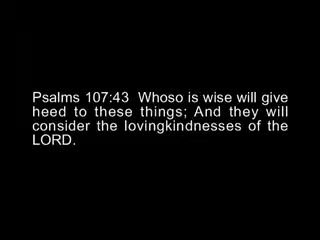 Psalms 107:43  Whoso is wise will give
heed to these things; And they will
consider the lovingkindnesses of the
LORD.